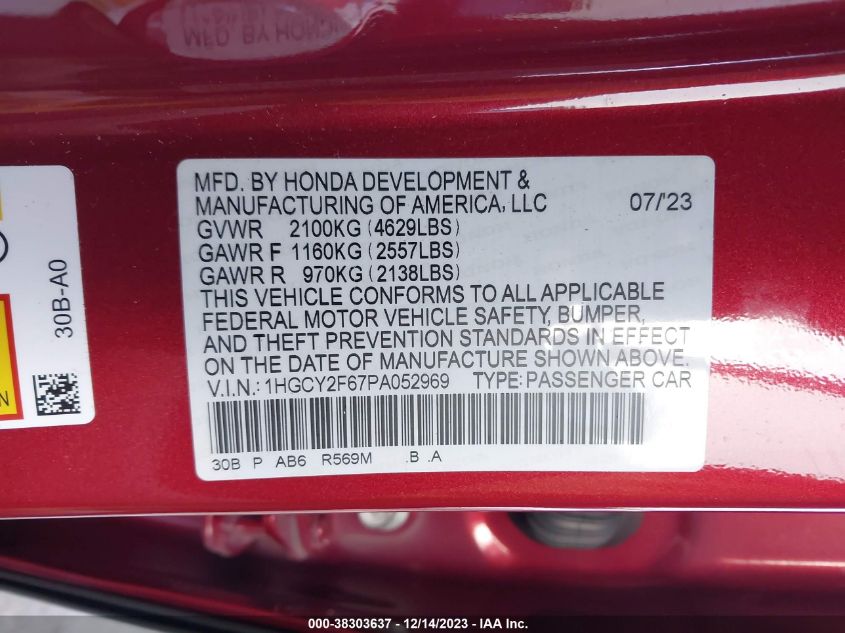 MFD. BY HONDA
MFD. BY HONDA DEVELOPMENT &
MANUFACTURING OF AMERICA, LLC 07/'23
GVWR 2100KG (4629LBS)
GAWR F 1160KG (2557LBS)
GAWR R 970KG (2138LBS)
THIS VEHICLE CONFORMS TO ALL APPLICABLE
FEDERAL MOTOR VEHICLE SAFETY, BUMPER,
AND THEFT PREVENTION STANDARDS IN EFFECT
ON THE DATE OF MANUFACTURE SHOWN ABOVE.
V.I.N.: 1HGCY2F67PA052969 TYPE: PASSENGER CAR
30B P AB6 R569M .B .A
30B-A0
000-38303637 - 12/14/2023 - IAA Inc.